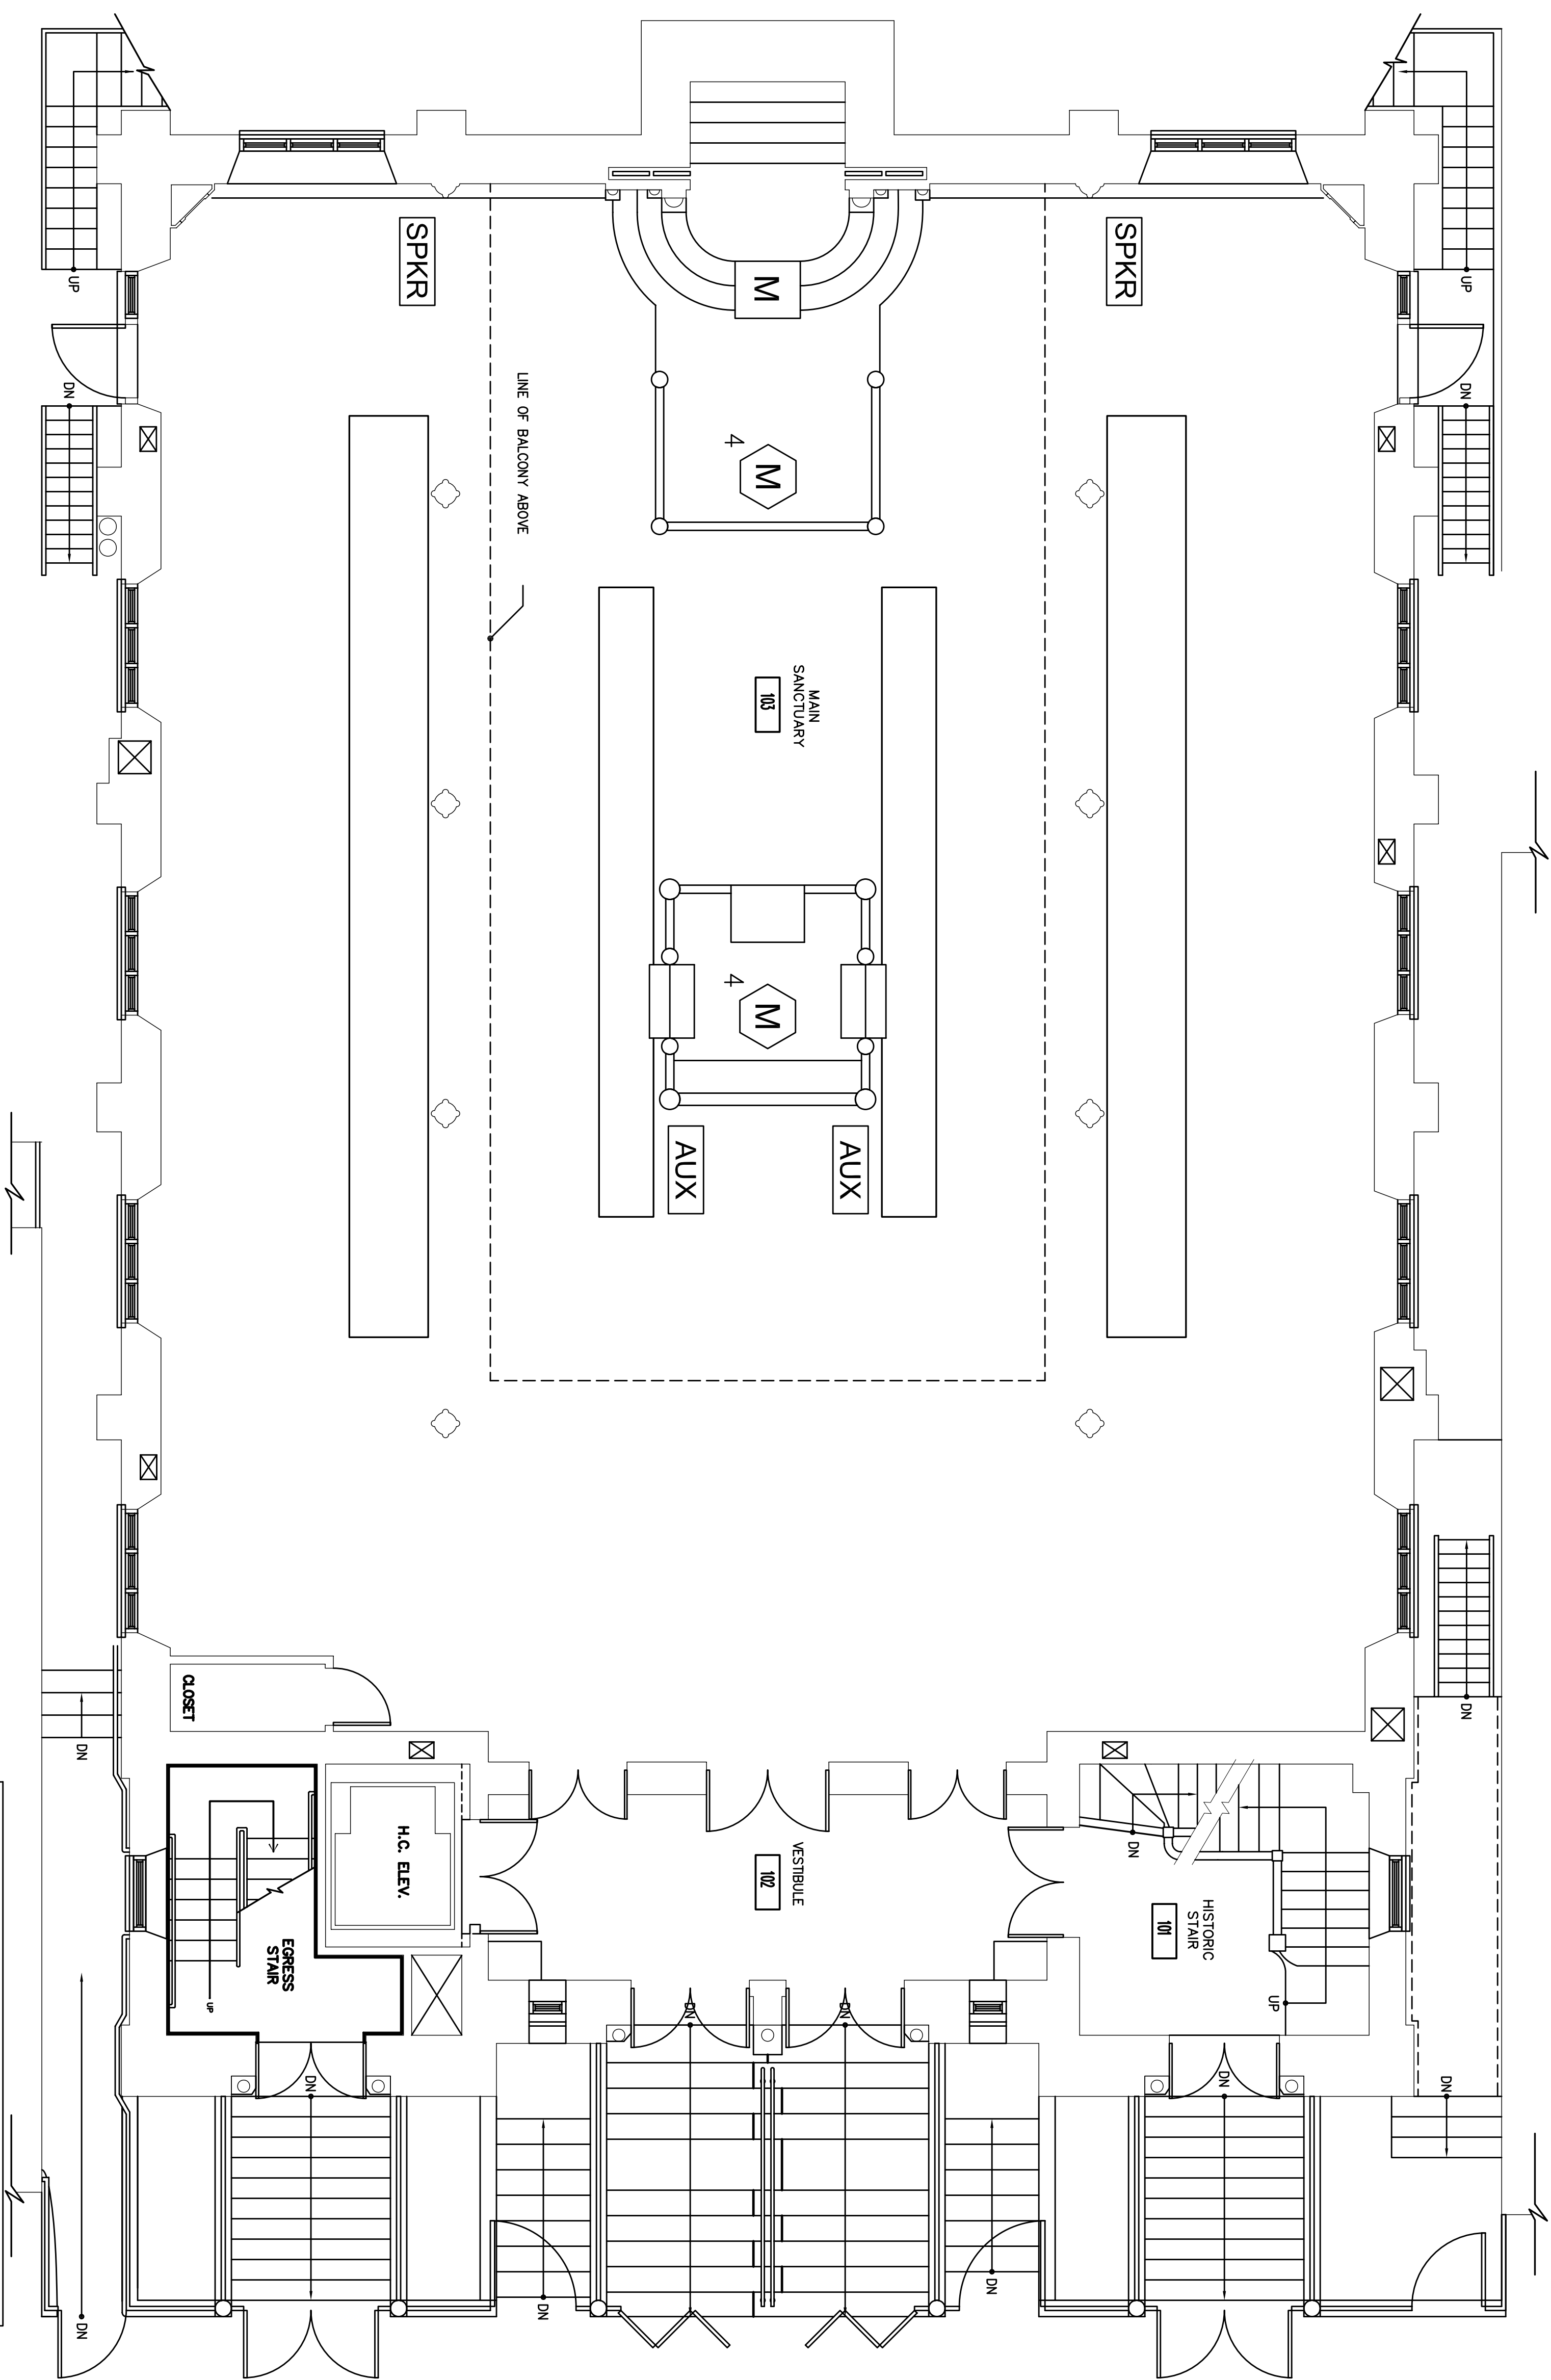 UP
UP
SPKR
SPKR
M
DN
DN
LINE OF BALCONY ABOVE
4
M
MAIN
SANCTUARY
103
4
M
AUX
AUX
CLOSET
DN
DN
H.C. ELEV.
VESTIBULE
102
DN
HISTORIC
STAIR
101
EGRESS
STAIR
UP
UP
DN
DN
DN
DN
DN
DN
DN
DN